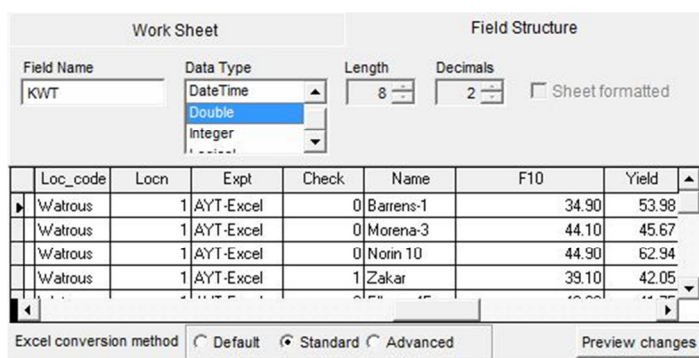 Work Sheet Field Structure
Field Name Data Type Length Decimals
KWT DateTime 8 2 Sheet formatted
Double
Integer
Loc_code Locn Expt Check Name F10 Yield
Watrous 1 AYT-Excel 0 Barrens-1 34.90 53.98
Watrous 1 AYT-Excel 0 Morena-3 44.10 45.67
Watrous 1 AYT-Excel 0 Norin 10 44.90 62.94
Watrous 1 AYT-Excel 1 Zakar 39.10 42.05
Excel conversion method Default Standard Advanced Preview changes